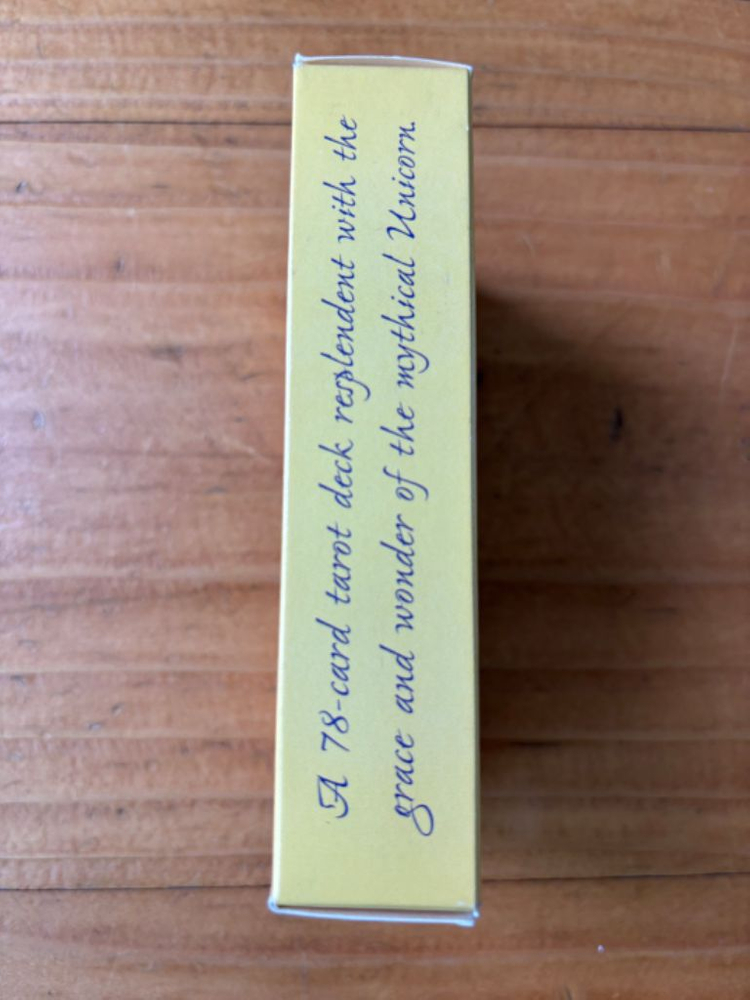 A 78-card tarot deck resplendent with the
grace and wonder of the mythical Unicorn.